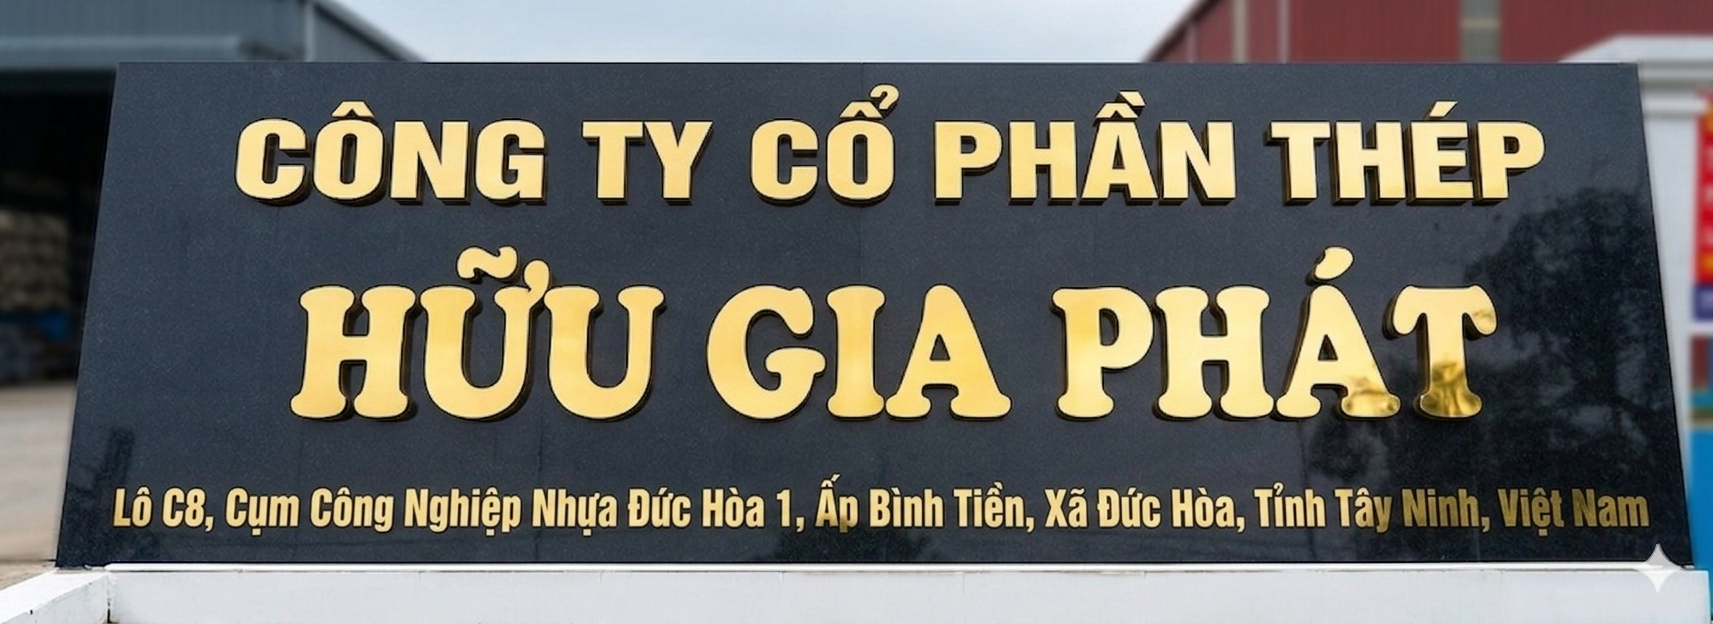 CÔNG TY CỔ PHẦN THÉP
HỮU GIA PHÁT
Lô C8, Cụm Công Nghiệp Nhựa Đức Hòa 1, Ấp Bình Tiền, Xã Đức Hòa, Tỉnh Tây Ninh, Việt Nam